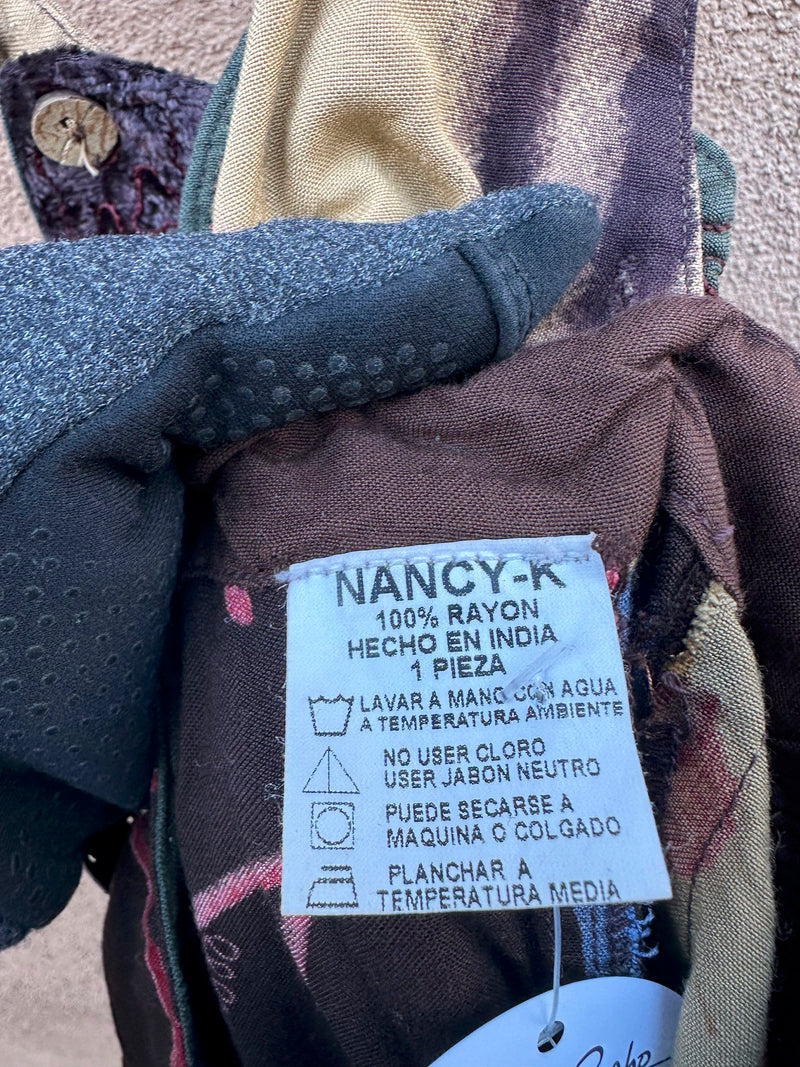 NANCY-K
100% RAYON
HECHO EN INDIA
1 PIEZA
LAVAR A MANO CON AGUA
A TEMPERATURA AMBIENTE
NO USER CLORO
USER JABON NEUTRO
PUEDE SECARSE A
MAQUINA O COLGADO
PLANCHAR A
TEMPERATURA MEDIA